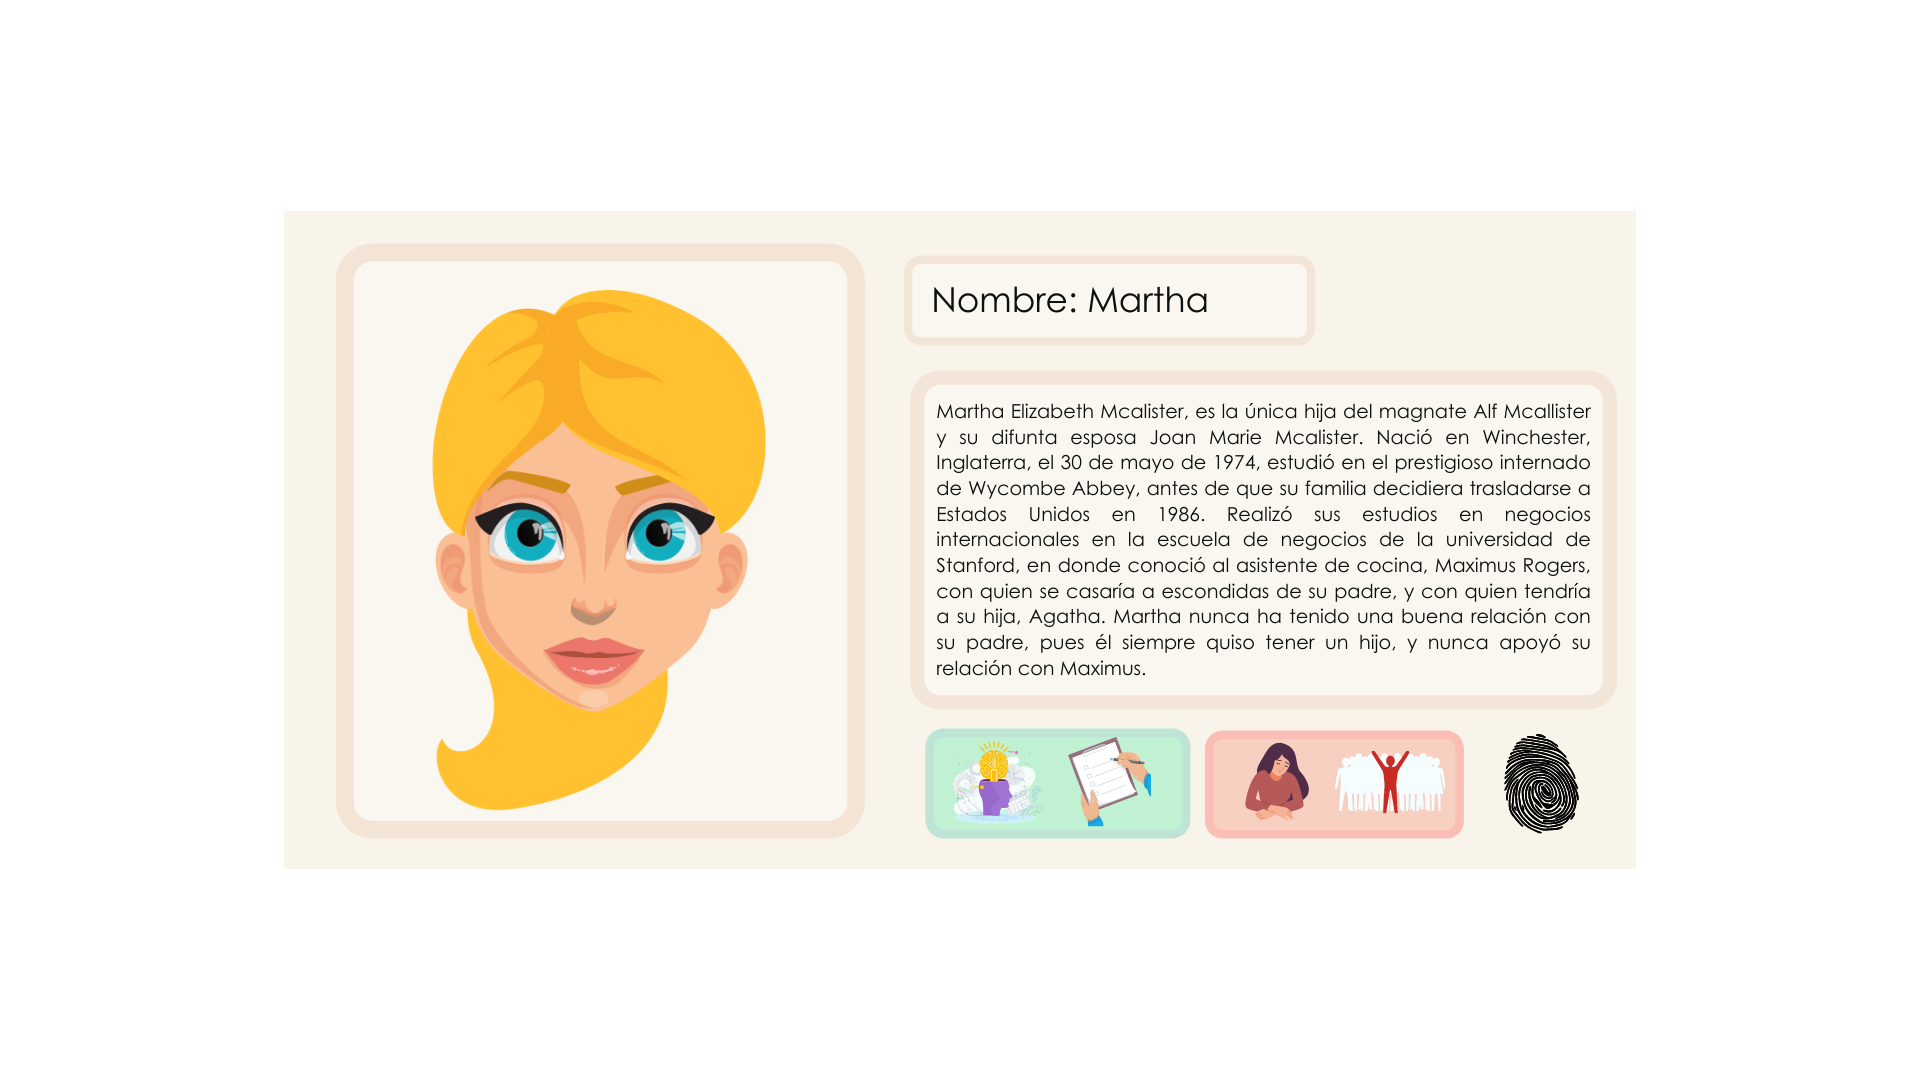 Nombre: Martha
Martha Elizabeth Mcalister, es la única hija del magnate Alf Mcallister
y su difunta esposa Joan Marie Mcalister. Nació en Winchester,
Inglaterra, el 30 de mayo de 1974, estudió en el prestigioso internado
de Wycombe Abbey, antes de que su familia decidiera trasladarse a
Estados Unidos en 1986. Realizó sus estudios en negocios
internacionales en la escuela de negocios de la universidad de
Stanford, en donde conoció al asistente de cocina, Maximus Rogers,
con quien se casaría a escondidas de su padre, y con quien tendría
a su hija, Agatha. Martha nunca ha tenido una buena relación con
su padre, pues él siempre quiso tener un hijo, y nunca apoyó su
relación con Maximus.